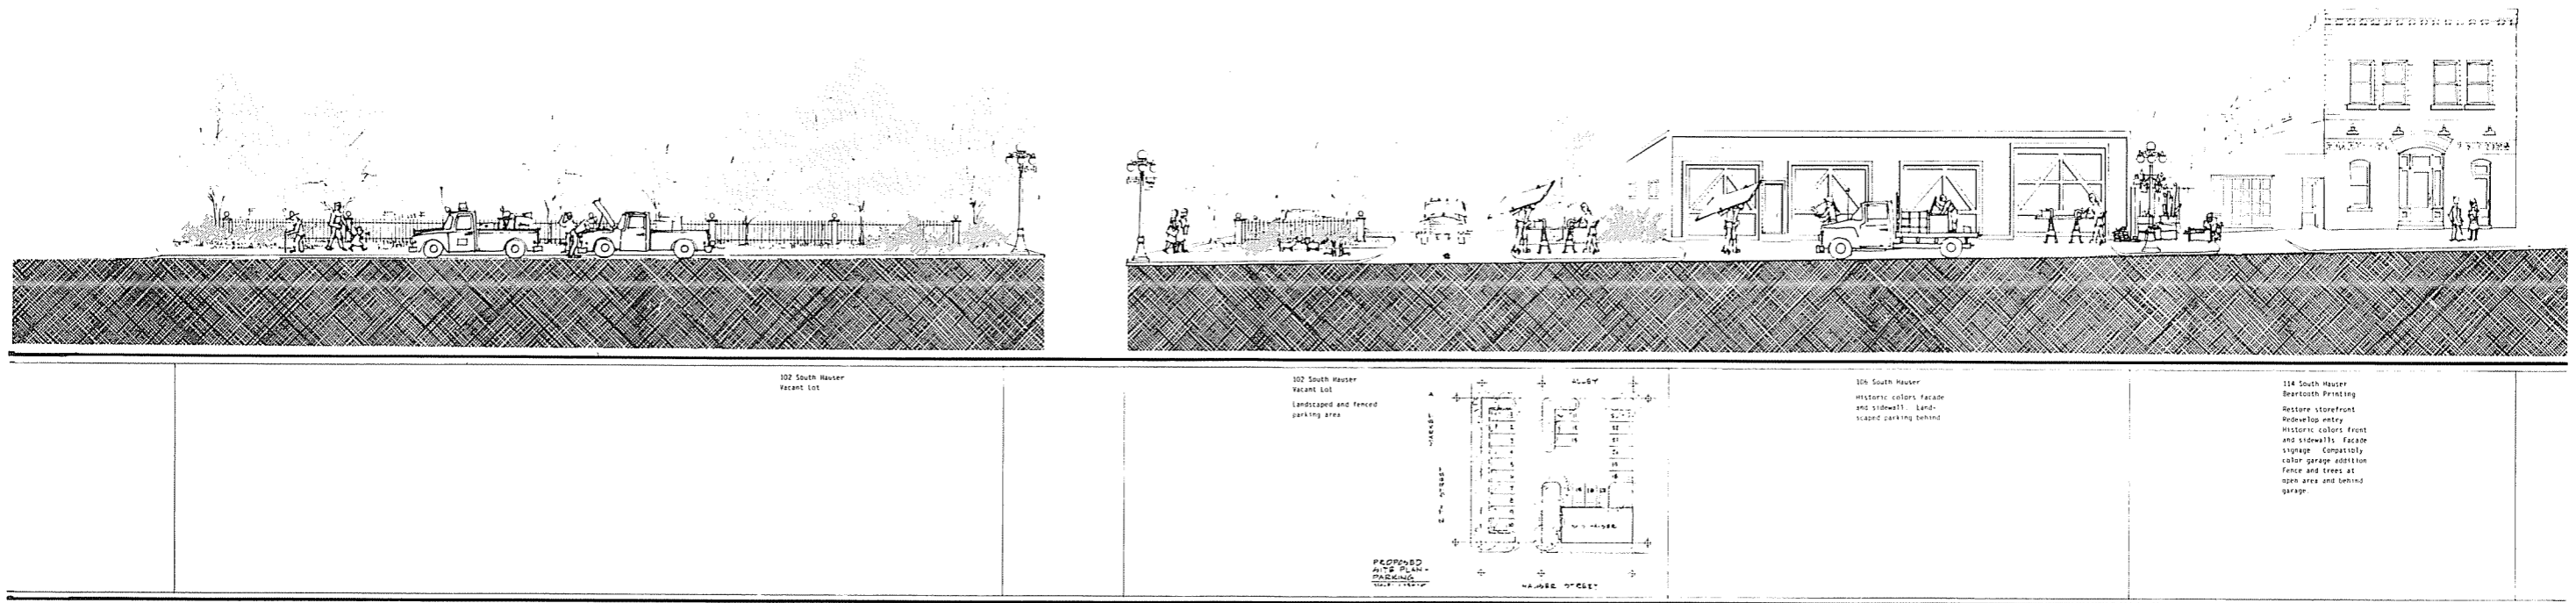 102 South Hauser
Vacant Lot
102 South Hauser
Vacant Lot
Landscaped and fenced
parking area
ALLEY
MARKET
STREET
PROPOSED
SITE PLAN -
PARKING
HAUSER STREET
106 South Hauser
Historic colors facade
and sidewall. Land-
scaped parking behind
114 South Hauser
Beartooth Printing
Restore storefront
Redevelop entry
Historic colors front
and sidewalls Facade
signage Compatibly
color garage addition
Fence and trees at
open area and behind
garage.